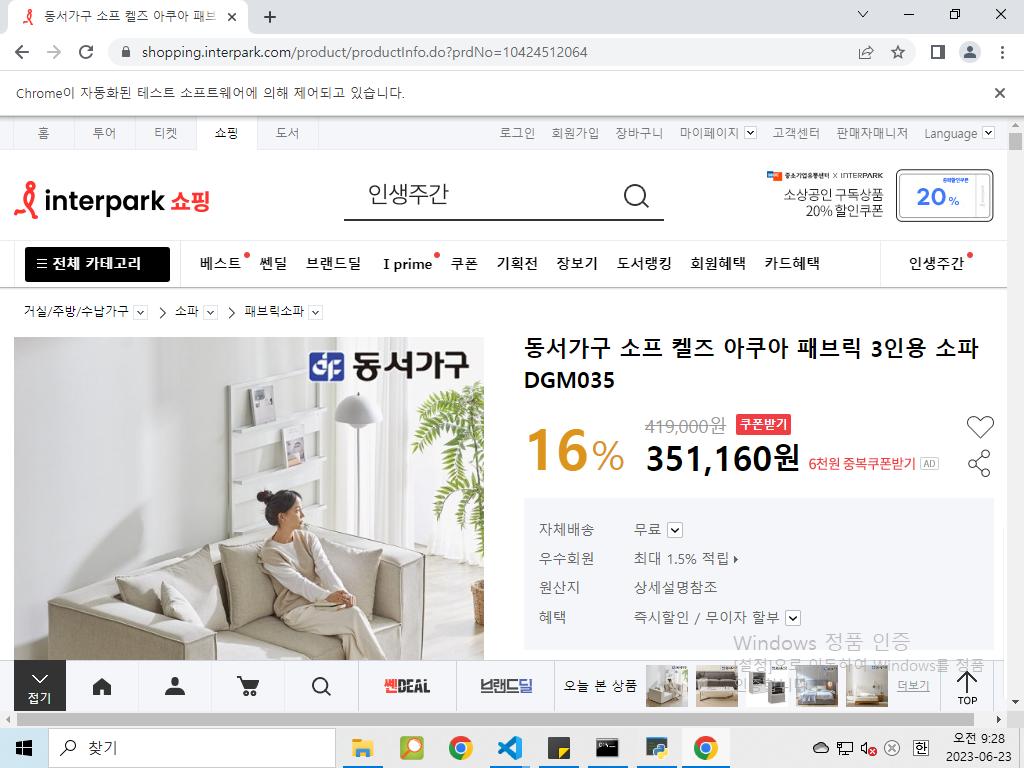 동서가구 소프 켈즈 아쿠아 패브
shopping.interpark.com/product/productInfo.do?prdNo=10424512064
Chrome이 자동화된 테스트 소프트웨어에 의해 제어되고 있습니다.
홈 투어 티켓 쇼핑 도서 로그인 회원가입 장바구니 마이페이지 고객센터 판매자매니저 Language
interpark 쇼핑
인생주간
중소기업유통센터 X INTERPARK
소상공인 구독상품
20% 할인쿠폰
중복할인쿠폰
20%
전체 카테고리 베스트 쎈딜 브랜드딜 I prime 쿠폰 기획전 장보기 도서랭킹 회원혜택 카드혜택 인생주간
거실/주방/수납가구 소파 패브릭소파
동서가구
동서가구 소프 켈즈 아쿠아 패브릭 3인용 소파
DGM035
16%
419,000원 쿠폰받기
351,160원 6천원 중복쿠폰받기 AD
자체배송 무료
우수회원 최대 1.5% 적립
원산지 상세설명참조
혜택 즉시할인 / 무이자 할부
Windows 정품 인증
[설정]으로 이동하여 Windows를 정품
접기
쎈DEAL
브랜드딜
오늘 본 상품
더보기
TOP
찾기
한
오전 9:28
2023-06-23